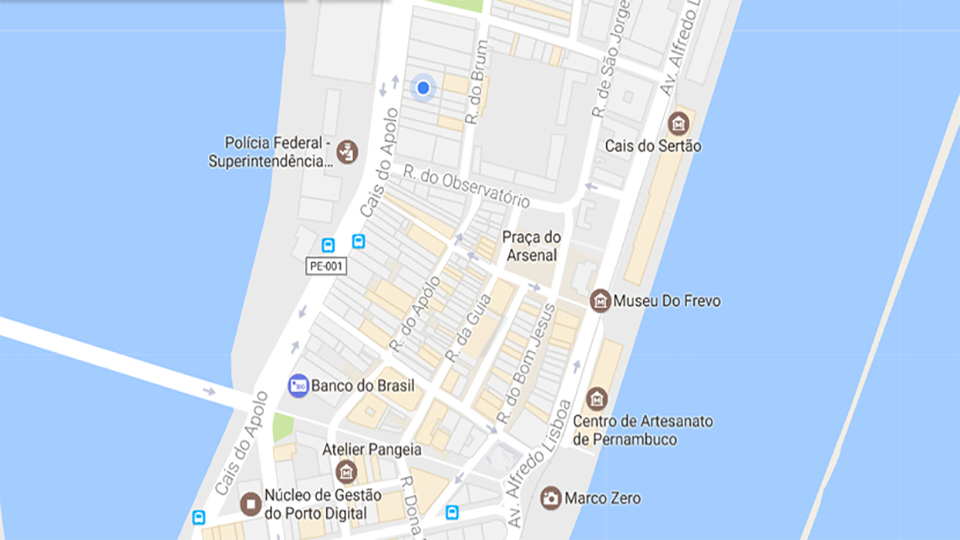 R. do Brum
R. de São Jorge
Av. Alfredo L
Cais do Apolo
Polícia Federal -
Superintendência...
Cais do Sertão
R. do Observatório
Praça do
Arsenal
PE-001
Museu Do Frevo
R. do Apolo
R. da Guia
R. do Bom Jesus
Banco do Brasil
Cais do Apolo
Centro de Artesanato
de Pernambuco
Av. Alfredo Lisboa
Atelier Pangeia
Núcleo de Gestão
do Porto Digital
R. Dona
Marco Zero